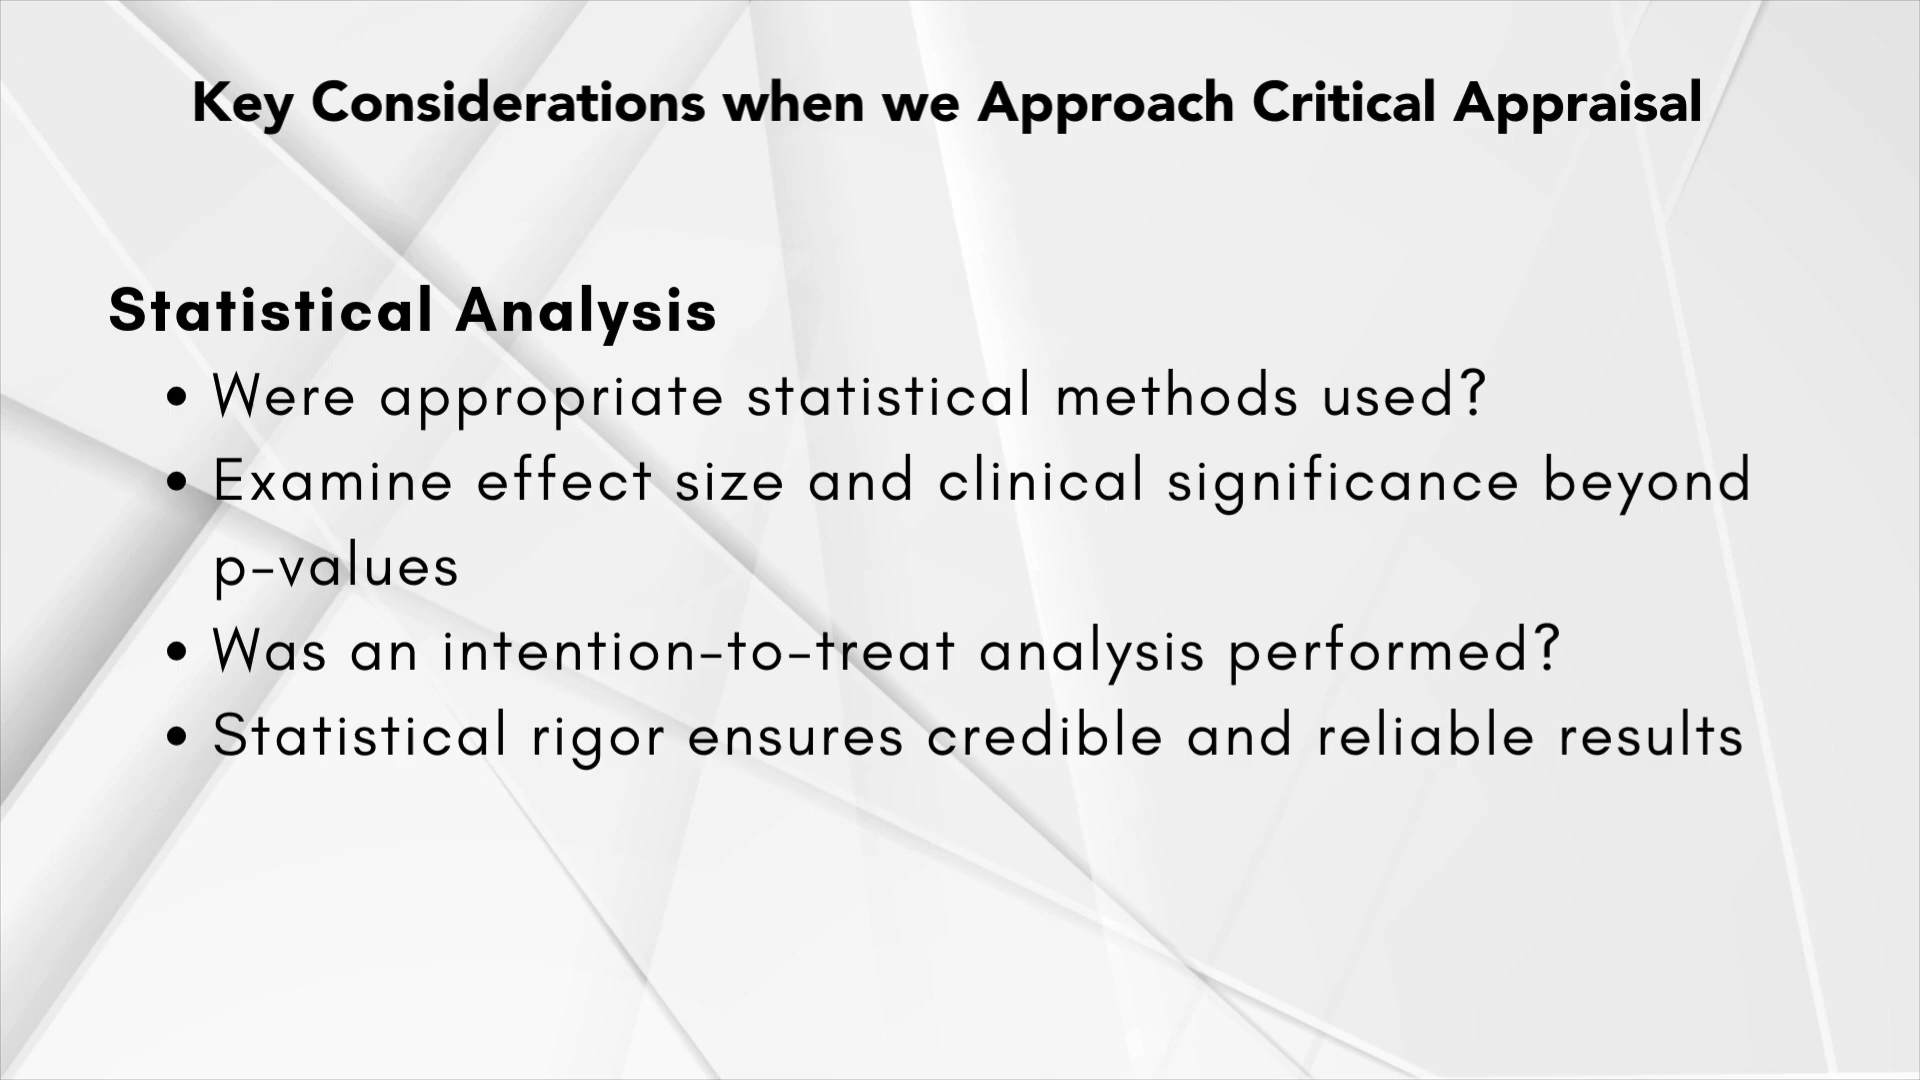 Key Considerations when we Approach Critical Appraisal
Statistical Analysis
• Were appropriate statistical methods used?
• Examine effect size and clinical significance beyond
p-values
• Was an intention-to-treat analysis performed?
• Statistical rigor ensures credible and reliable results